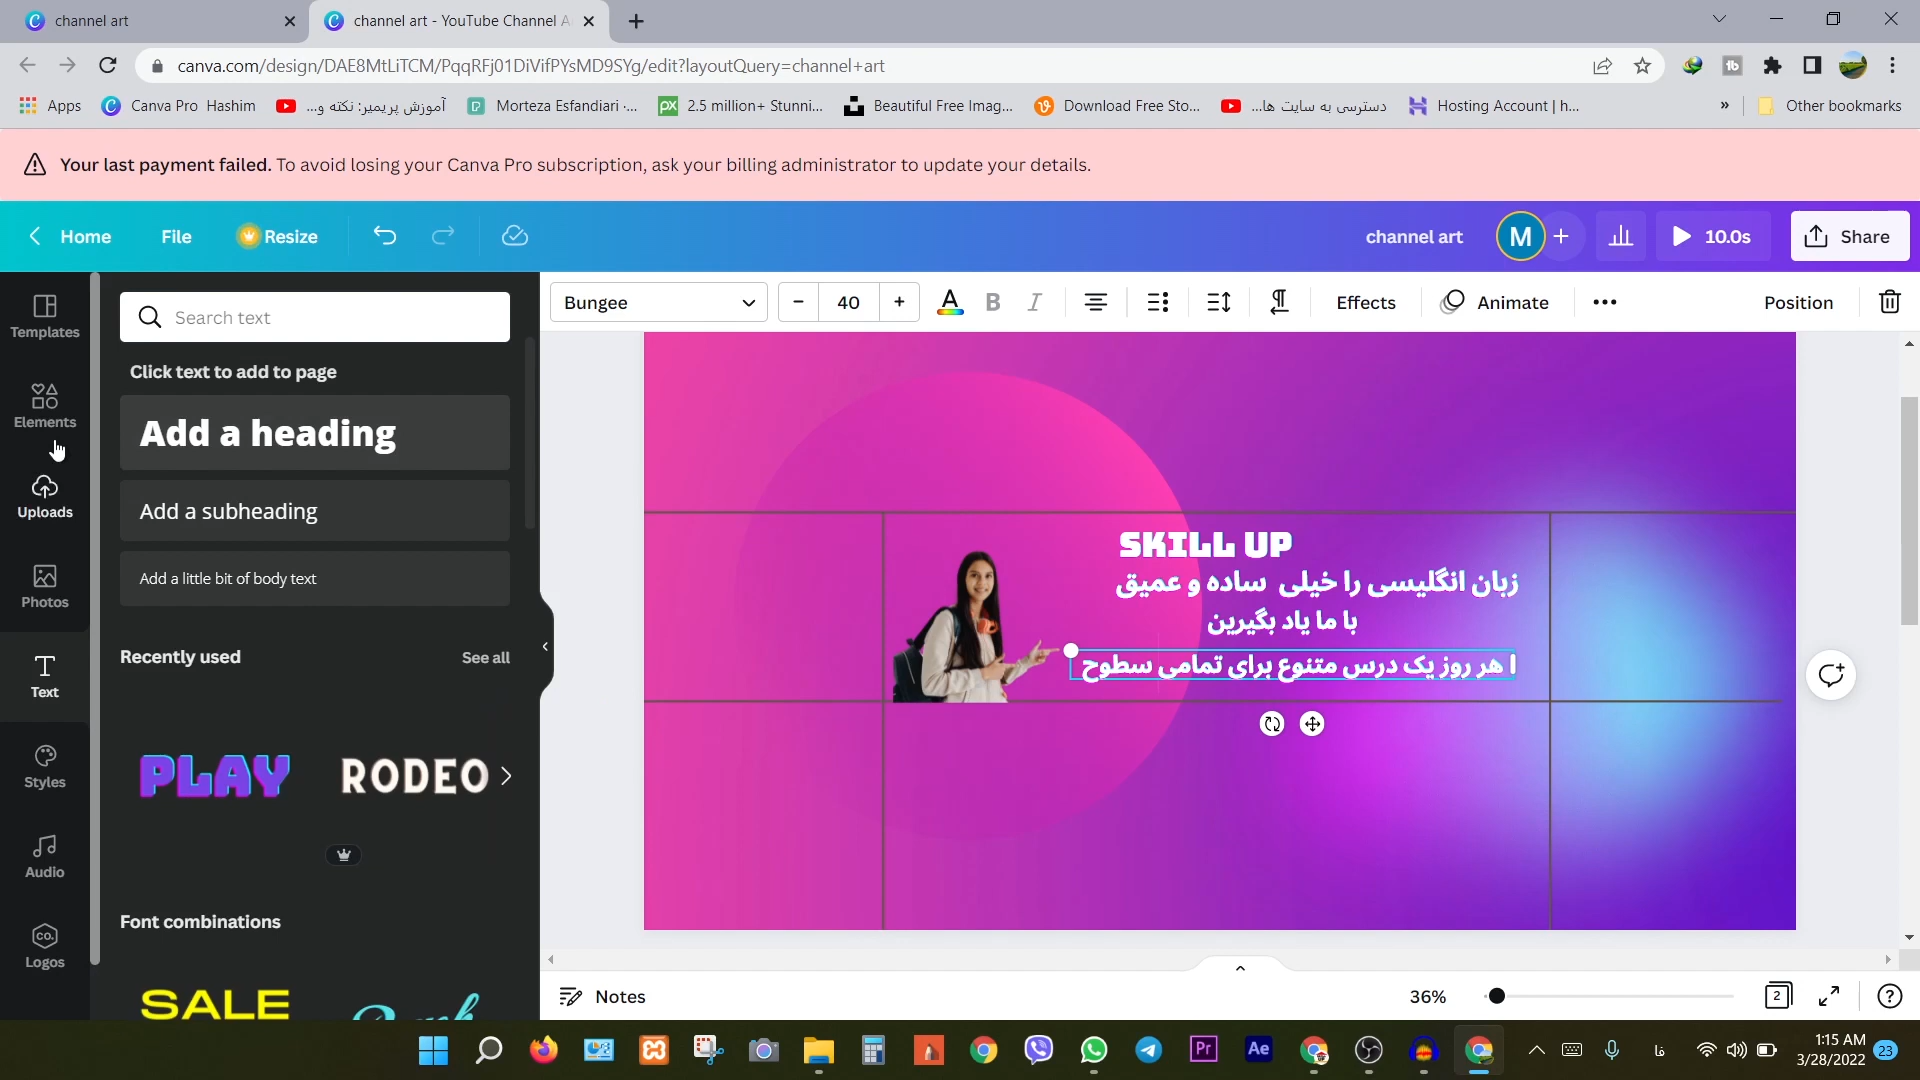 channel art
channel art - YouTube Channel A
canva.com/design/DAE8MtLiTCM/PqqRFj01DiVifPYsMD9SYg/edit?layoutQuery=channel+art
Apps
Canva Pro Hashim
آموزش پریمیر: نکته و...
Morteza Esfandiari -...
2.5 million+ Stunni...
Beautiful Free Imag...
Download Free Sto...
دسترسی به سایت ها...
Hosting Account | h...
»
Other bookmarks
Your last payment failed. To avoid losing your Canva Pro subscription, ask your billing administrator to update your details.
Home
File
Resize
channel art
M
10.0s
Share
Templates
Elements
Uploads
Photos
Text
Styles
Audio
Logos
Search text
Click text to add to page
Add a heading
Add a subheading
Add a little bit of body text
Recently used
See all
PLAY
RODEO
Font combinations
SALE
Bungee
- 40 +
A
B
I
Effects
Animate
Position
SKILL UP
زبان انگلیسی را خیلی ساده و عمیق
با ما یاد بگیرین
ا هر روز یک درس متنوع برای تمامی سطوح
Notes
36%
2
?
Pr
Ae
فا
1:15 AM
3/28/2022
23